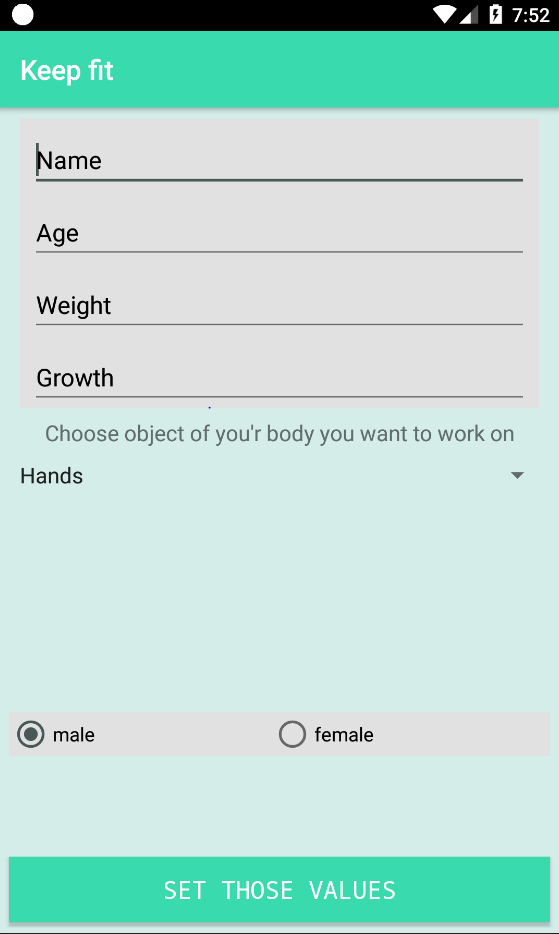 7:52
Keep fit
Name
Age
Weight
Growth
Choose object of you'r body you want to work on
Hands
male
female
SET THOSE VALUES